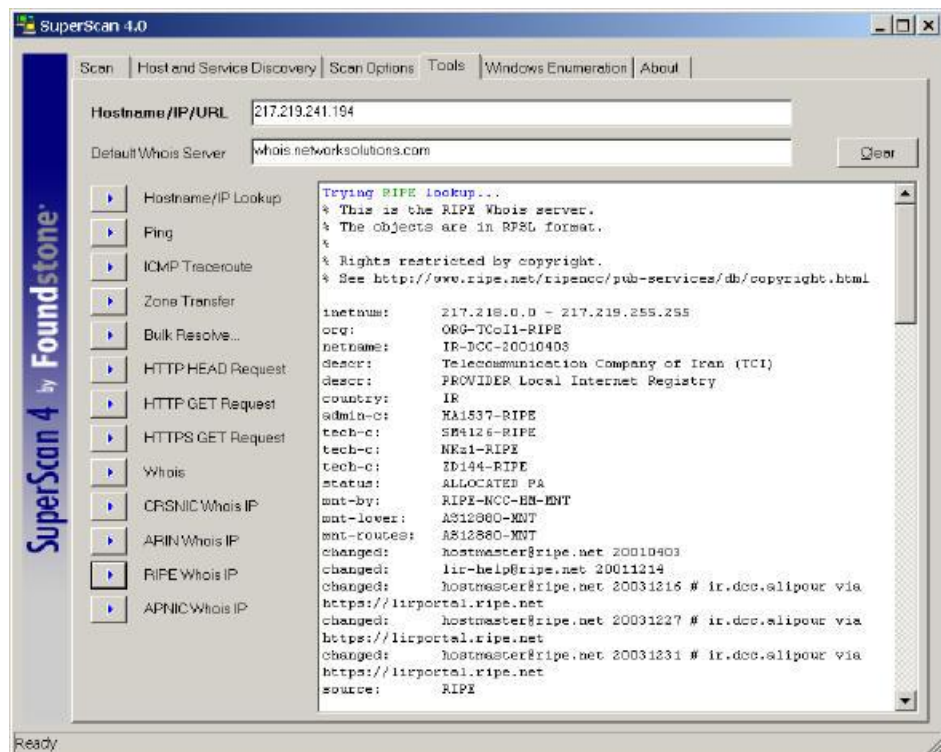 SuperScan 4.0
Scan
Host and Service Discovery
Scan Options
Tools
Windows Enumeration
About
Hostname/IP/URL 217.219.241.194
Default Whois Server whois.networksolutions.com
Clear
Hostname/IP Lookup
Ping
ICMP Traceroute
Zone Transfer
Bulk Resolve...
HTTP HEAD Request
HTTP GET Request
HTTPS GET Request
Whois
CRSNIC Whois IP
ARIN Whois IP
RIPE Whois IP
APNIC Whois IP
SuperScan 4 by Foundstone
Trying RIPE lookup...
% This is the RIPE Whois server.
% The objects are in RPSL format.
%
% Rights restricted by copyright.
% See http://www.ripe.net/ripencc/pub-services/db/copyright.html
inetnum: 217.218.0.0 - 217.219.255.255
org: ORG-TCoI1-RIPE
netname: IR-DCC-20010403
descr: Telecommunication Company of Iran (TCI)
descr: PROVIDER Local Internet Registry
country: IR
admin-c: HA1537-RIPE
tech-c: SM4126-RIPE
tech-c: NKz1-RIPE
tech-c: ZD144-RIPE
status: ALLOCATED PA
mnt-by: RIPE-NCC-HM-MNT
mnt-lower: AS12880-MNT
mnt-routes: AS12880-MNT
changed: hostmaster@ripe.net 20010403
changed: lir-help@ripe.net 20011214
changed: hostmaster@ripe.net 20031216 # ir.dcc.alipour via
https://lirportal.ripe.net
changed: hostmaster@ripe.net 20031227 # ir.dcc.alipour via
https://lirportal.ripe.net
changed: hostmaster@ripe.net 20031231 # ir.dcc.alipour via
https://lirportal.ripe.net
source: RIPE
Ready